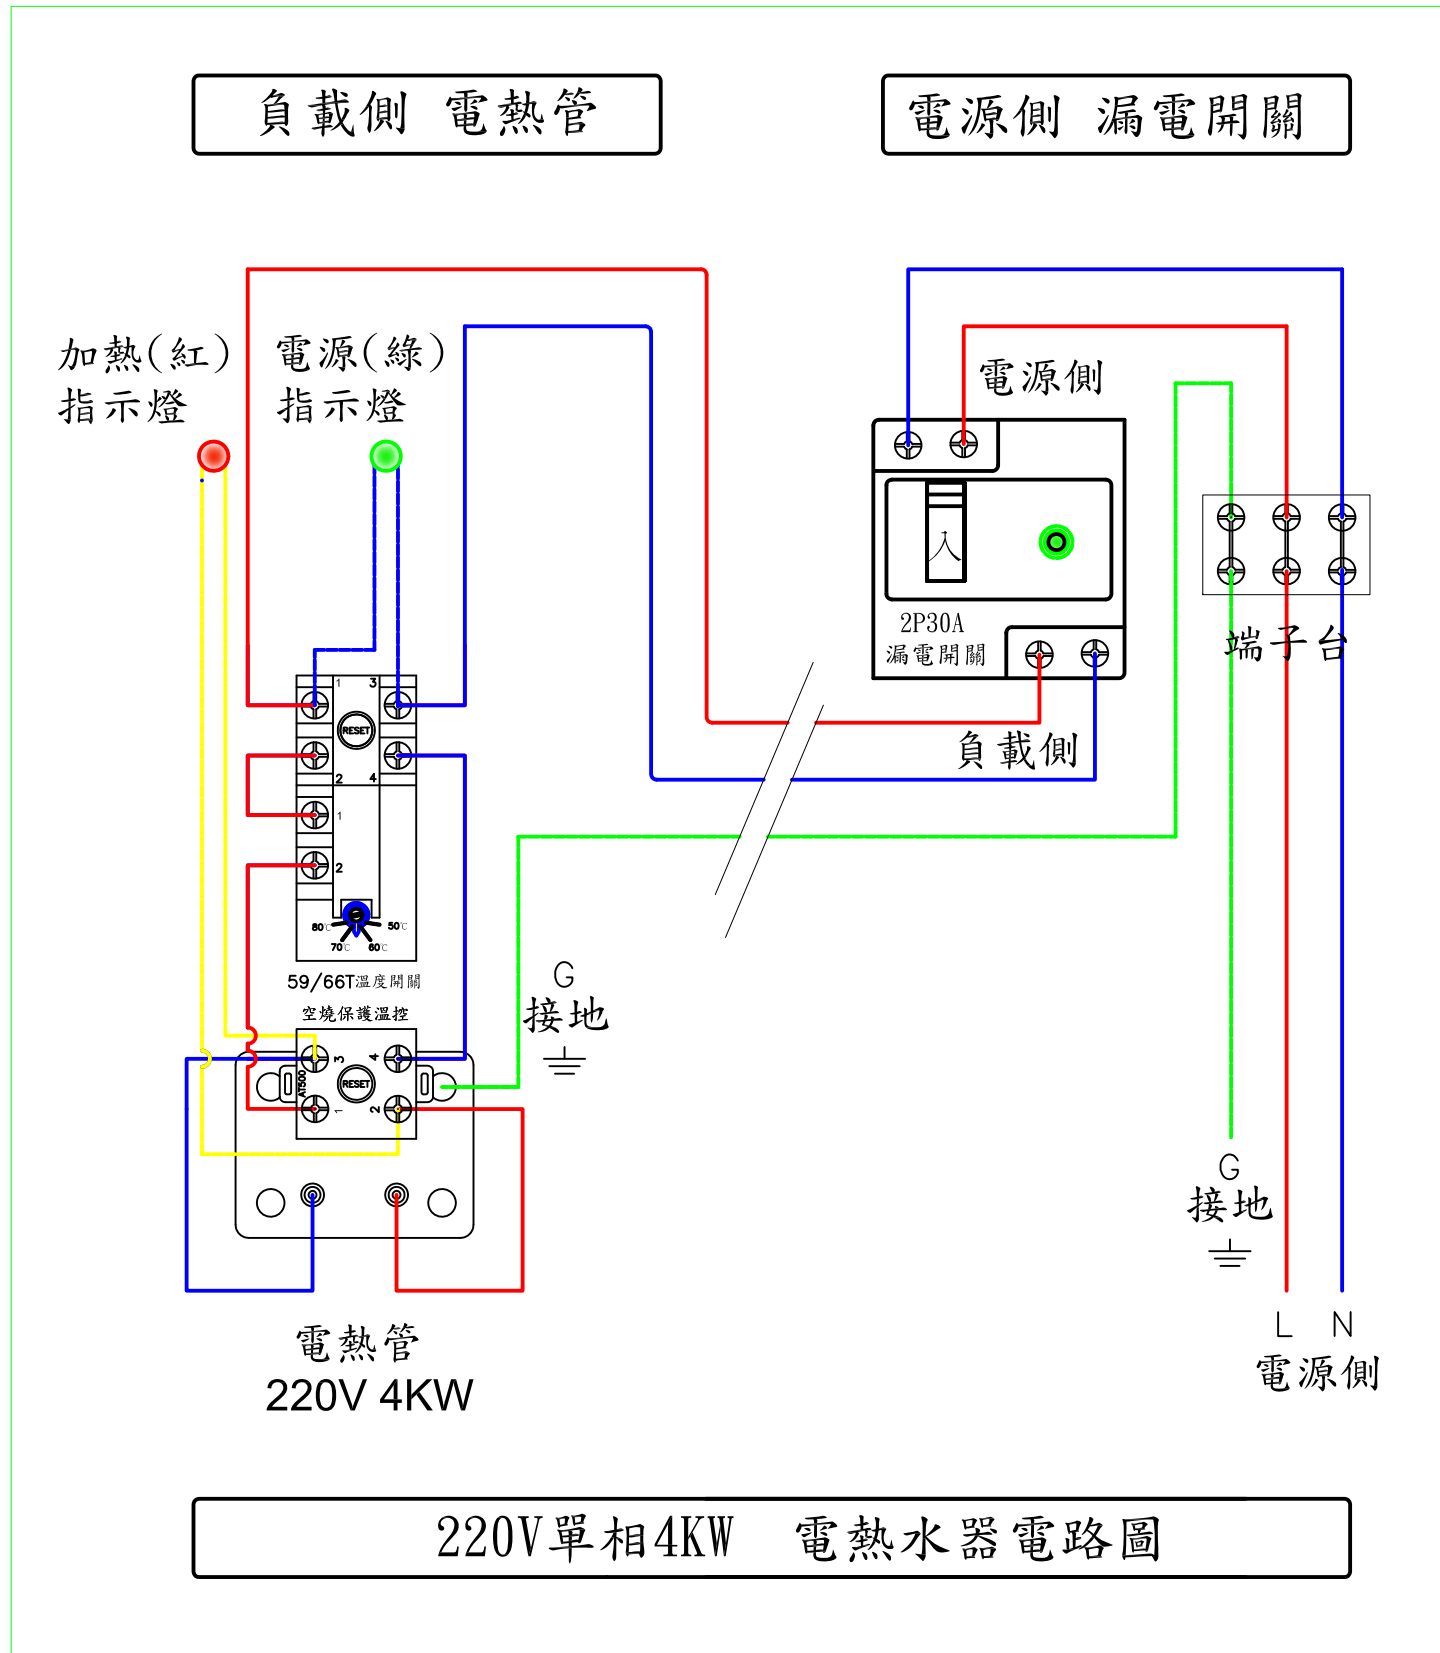 負載側 電熱管
電源側 漏電開關
加熱(紅)
指示燈
電源(綠)
指示燈
電源側
入
2P30A
漏電開關
端子台
負載側
1
3
RESET
2
4
1
2
80℃
50℃
70℃
60℃
59/66T溫度開關
空燒保護溫控
G
接地
3
4
AT500
RESET
1
2
G
接地
L N
電源側
電熱管
220V 4KW
220V單相4KW 電熱水器電路圖